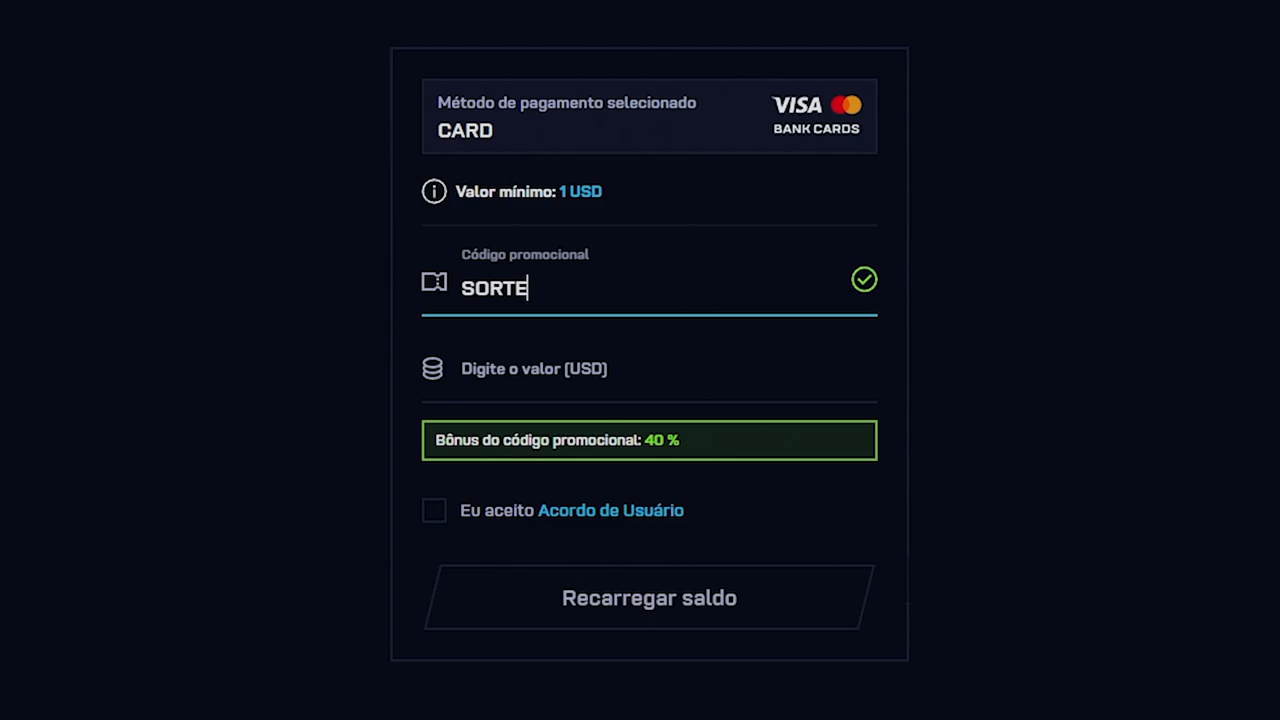 Método de pagamento selecionado
CARD
VISA
BANK CARDS
Valor mínimo: 1 USD
Código promocional
SORTE
Digite o valor (USD)
Bônus do código promocional: 40 %
Eu aceito Acordo de Usuário
Recarregar saldo